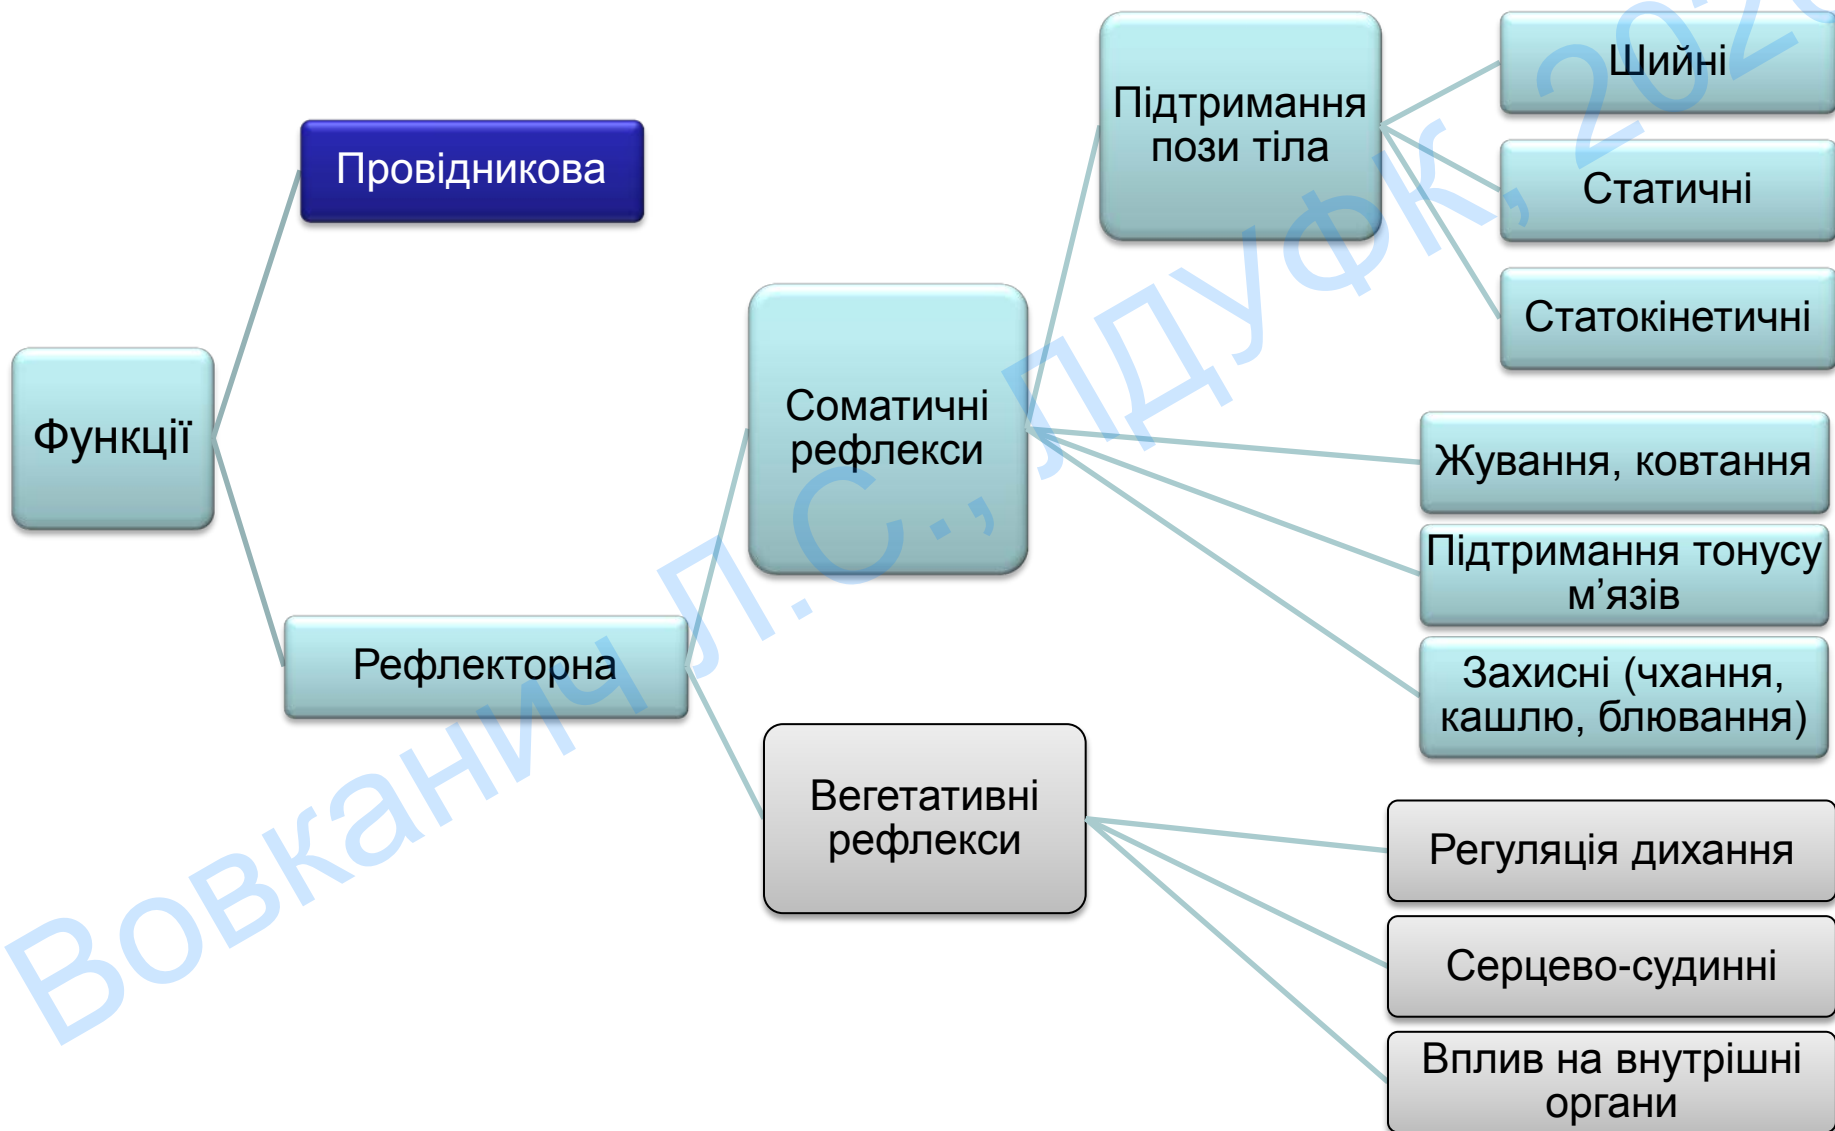 Функції
Провідникова
Рефлекторна
Соматичні
рефлекси
Вегетативні
рефлекси
Підтримання
пози тіла
Шийні
Статичні
Статокінетичні
Жування, ковтання
Підтримання тонусу
м’язів
Захисні (чхання,
кашлю, блювання)
Регуляція дихання
Серцево-судинні
Вплив на внутрішні
органи
Вовканич Л.С., ЛДУФК,